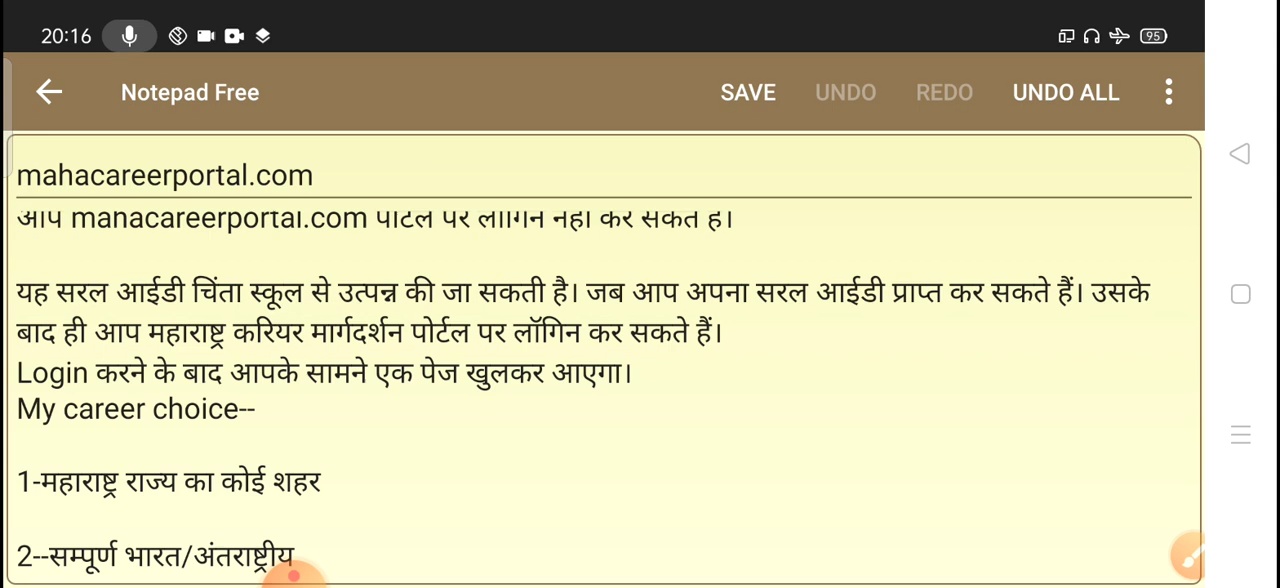 20:16
95
Notepad Free SAVE UNDO REDO UNDO ALL
mahacareerportal.com
आप manacareerportal.com पोर्टल पर लॉगिन नहीं कर सकते हैं।
यह सरल आईडी चिंता स्कूल से उत्पन्न की जा सकती है। जब आप अपना सरल आईडी प्राप्त कर सकते हैं। उसके
बाद ही आप महाराष्ट्र करियर मार्गदर्शन पोर्टल पर लॉगिन कर सकते हैं।
Login करने के बाद आपके सामने एक पेज खुलकर आएगा।
My career choice--
1-महाराष्ट्र राज्य का कोई शहर
2--सम्पूर्ण भारत/अंतराष्ट्रीय